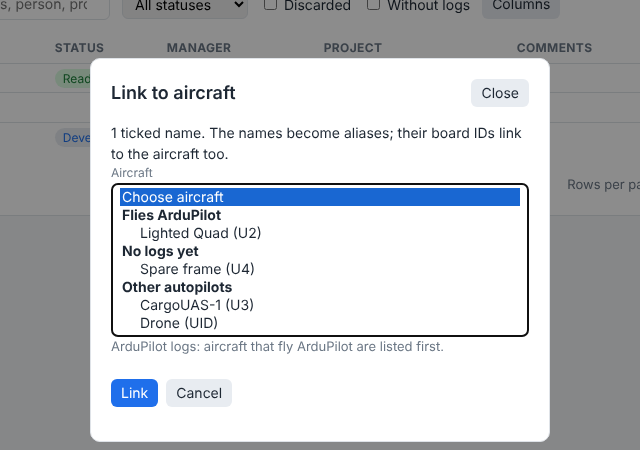 s, person, pro
All statuses
Discarded
Without logs
Columns
STATUS
MANAGER
PROJECT
COMMENTS
Read
Deve
Rows per pa
Link to aircraft
Close
1 ticked name. The names become aliases; their board IDs link
to the aircraft too.
Aircraft
Choose aircraft
Flies ArduPilot
Lighted Quad (U2)
No logs yet
Spare frame (U4)
Other autopilots
CargoUAS-1 (U3)
Drone (UID)
ArduPilot logs: aircraft that fly ArduPilot are listed first.
Link
Cancel